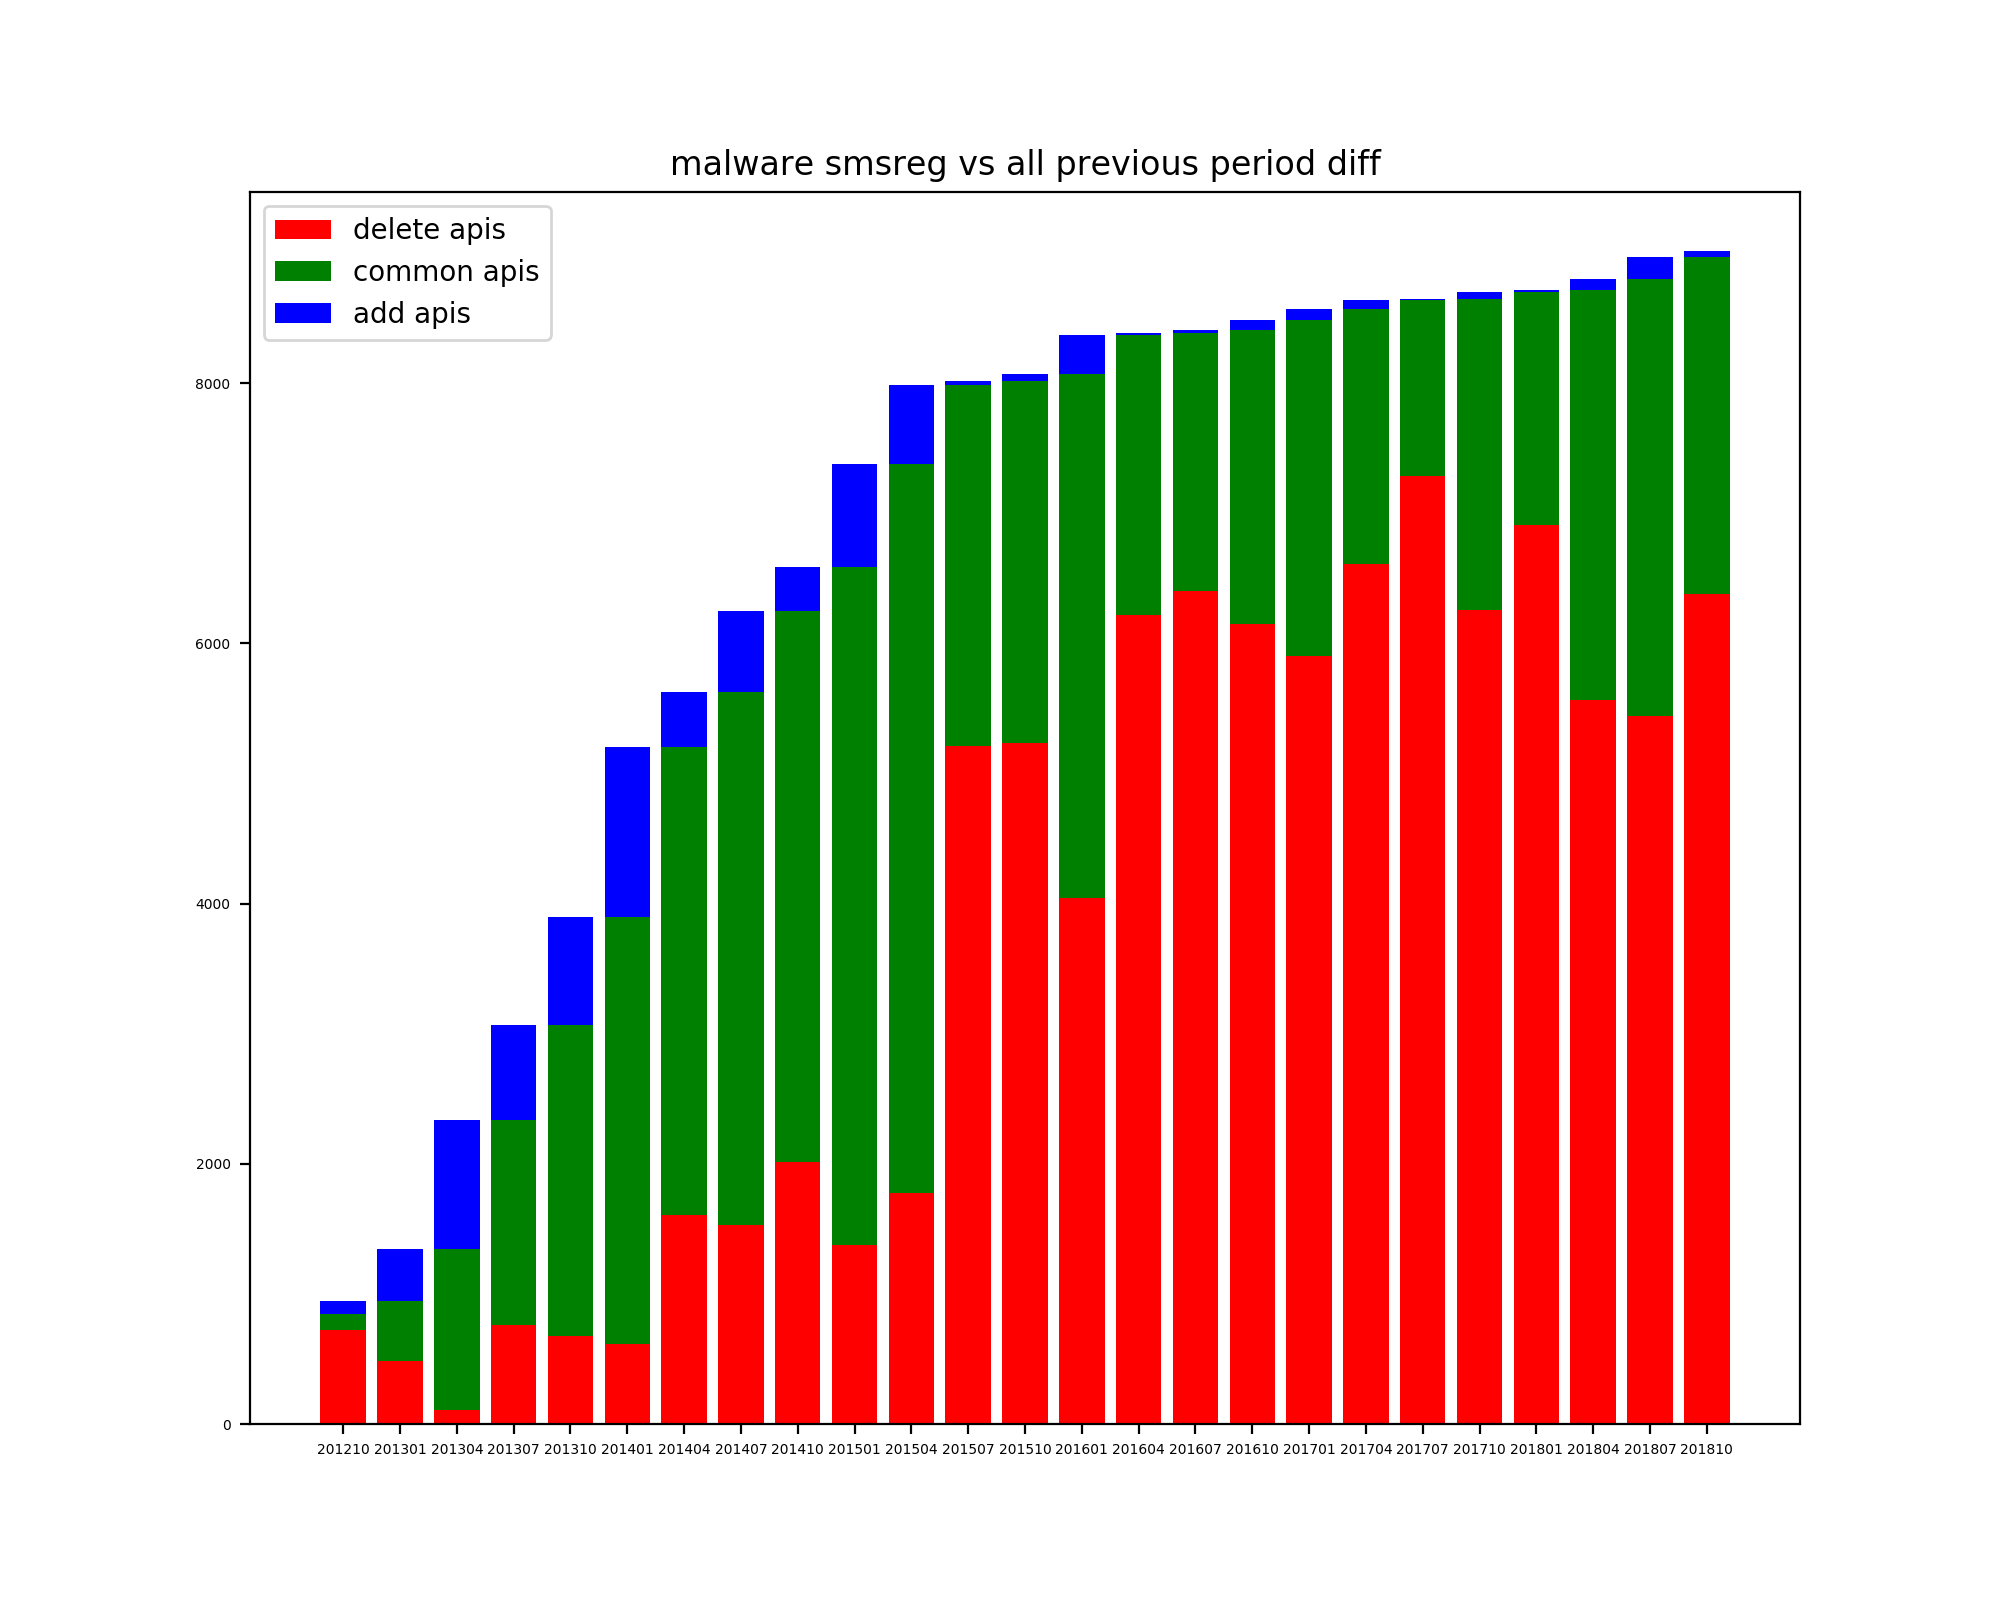 malware smsreg vs all previous period diff
delete apis
common apis
add apis
8000
6000
4000
2000
0
201210 201301 201304 201307 201310 201401 201404 201407 201410 201501 201504 201507 201510 201601 201604 201607 201610 201701 201704 201707 201710 201801 201804 201807 201810